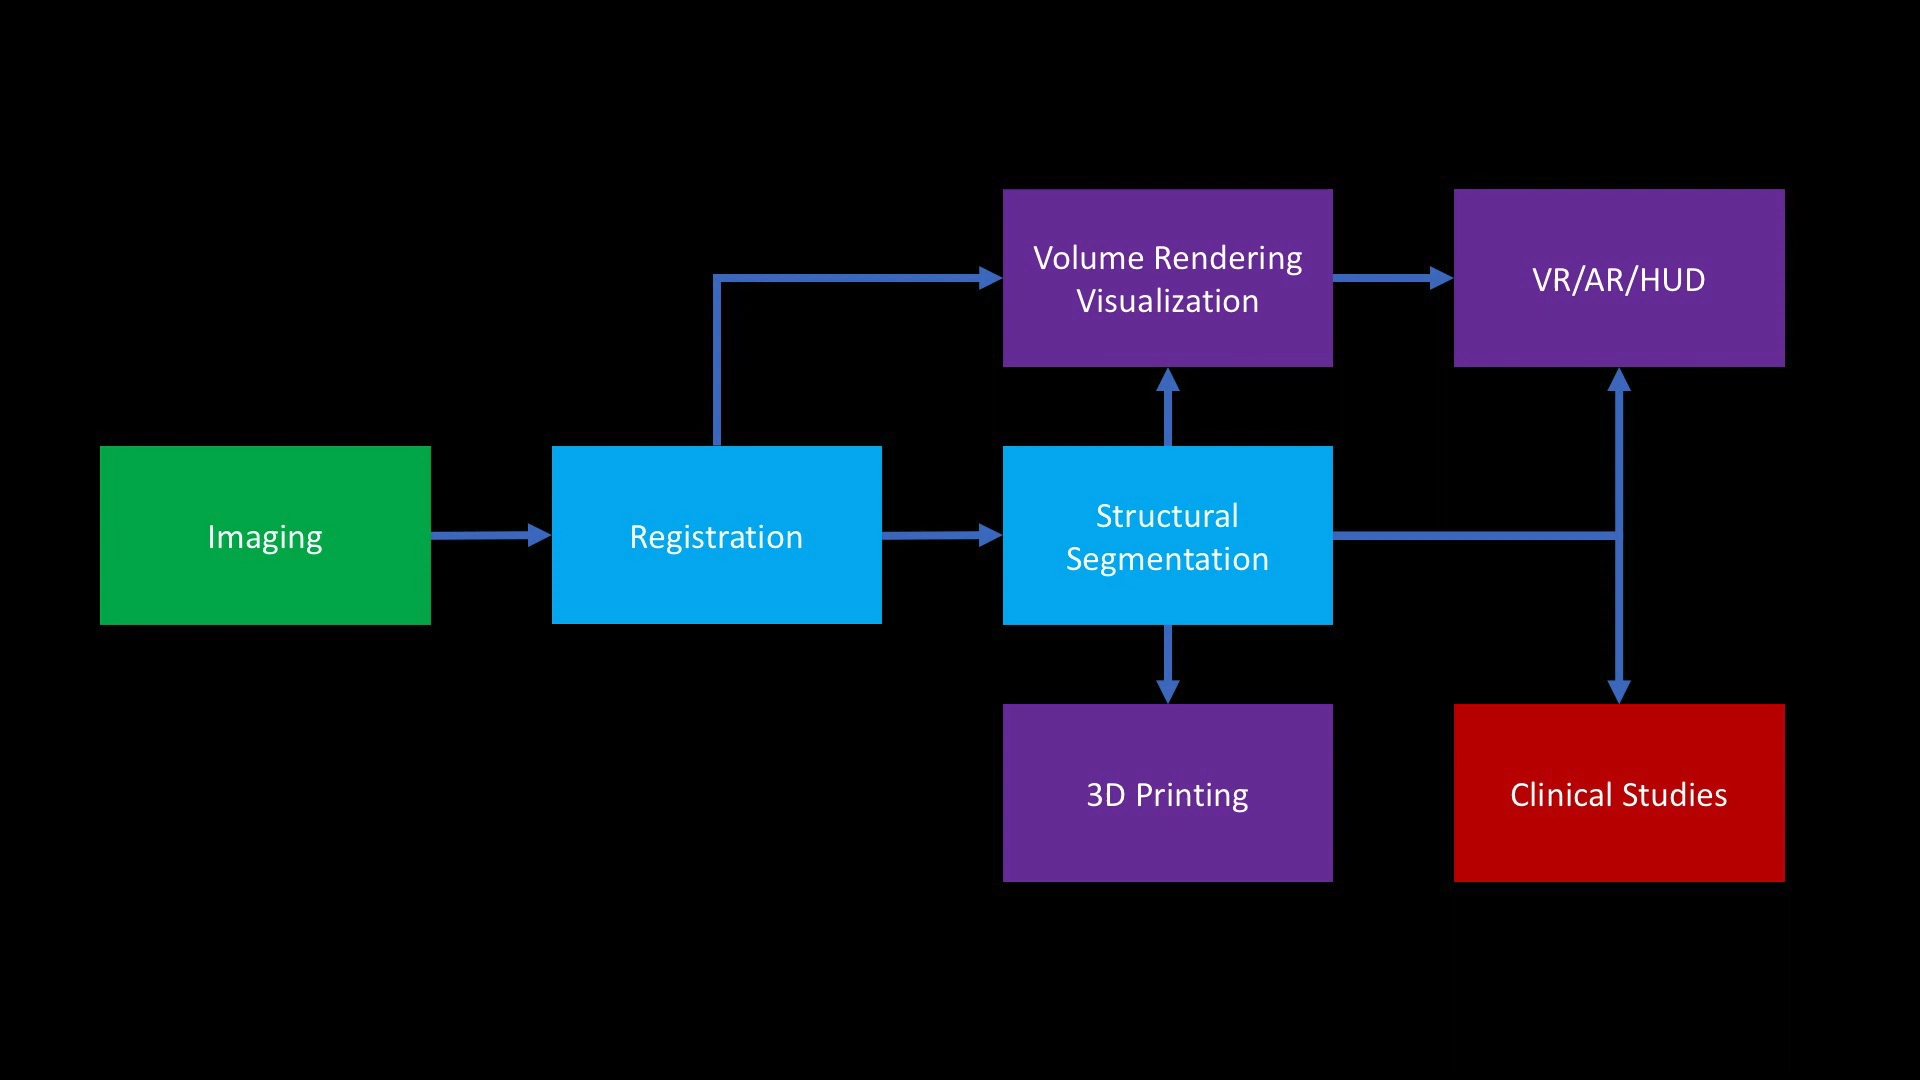 Volume Rendering
Visualization
VR/AR/HUD
Imaging
Registration
Structural
Segmentation
3D Printing
Clinical Studies